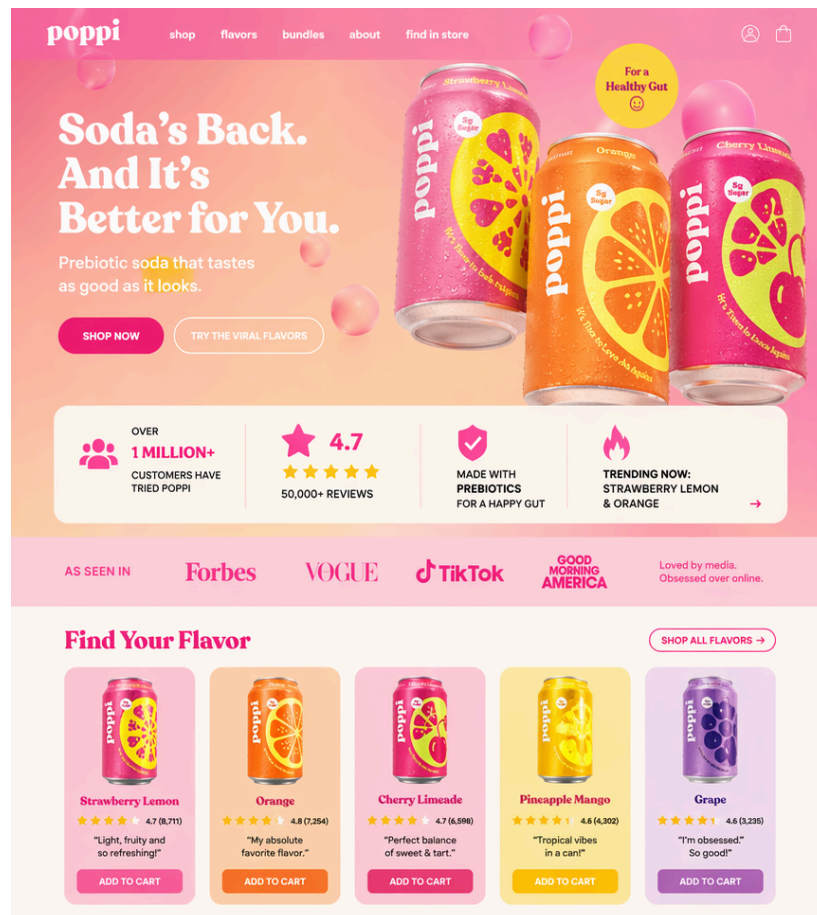 poppi
shop
flavors
bundles
about
find in store
For a
Healthy Gut
Soda's Back.
And It's
Better for You.
Prebiotic soda that tastes
as good as it looks.
SHOP NOW
TRY THE VIRAL FLAVORS
Strawberry Lemon
5g
Sugar
poppi
Orange
5g
Sugar
poppi
Cherry Limeade
5g
Sugar
poppi
OVER
1 MILLION+
CUSTOMERS HAVE
TRIED POPPI
4.7
50,000+ REVIEWS
MADE WITH
PREBIOTICS
FOR A HAPPY GUT
TRENDING NOW:
STRAWBERRY LEMON
& ORANGE →
AS SEEN IN
Forbes
VOGUE
TikTok
GOOD
MORNING
AMERICA
Loved by media.
Obsessed over online.
Find Your Flavor
SHOP ALL FLAVORS →
poppi
Strawberry Lemon
4.7 (8,711)
"Light, fruity and
so refreshing!"
ADD TO CART
poppi
Orange
4.8 (7,254)
"My absolute
favorite flavor."
ADD TO CART
poppi
Cherry Limeade
4.7 (6,598)
"Perfect balance
of sweet & tart."
ADD TO CART
poppi
Pineapple Mango
4.6 (4,302)
"Tropical vibes
in a can!"
ADD TO CART
poppi
Grape
4.6 (3,235)
"I'm obsessed."
So good!"
ADD TO CART